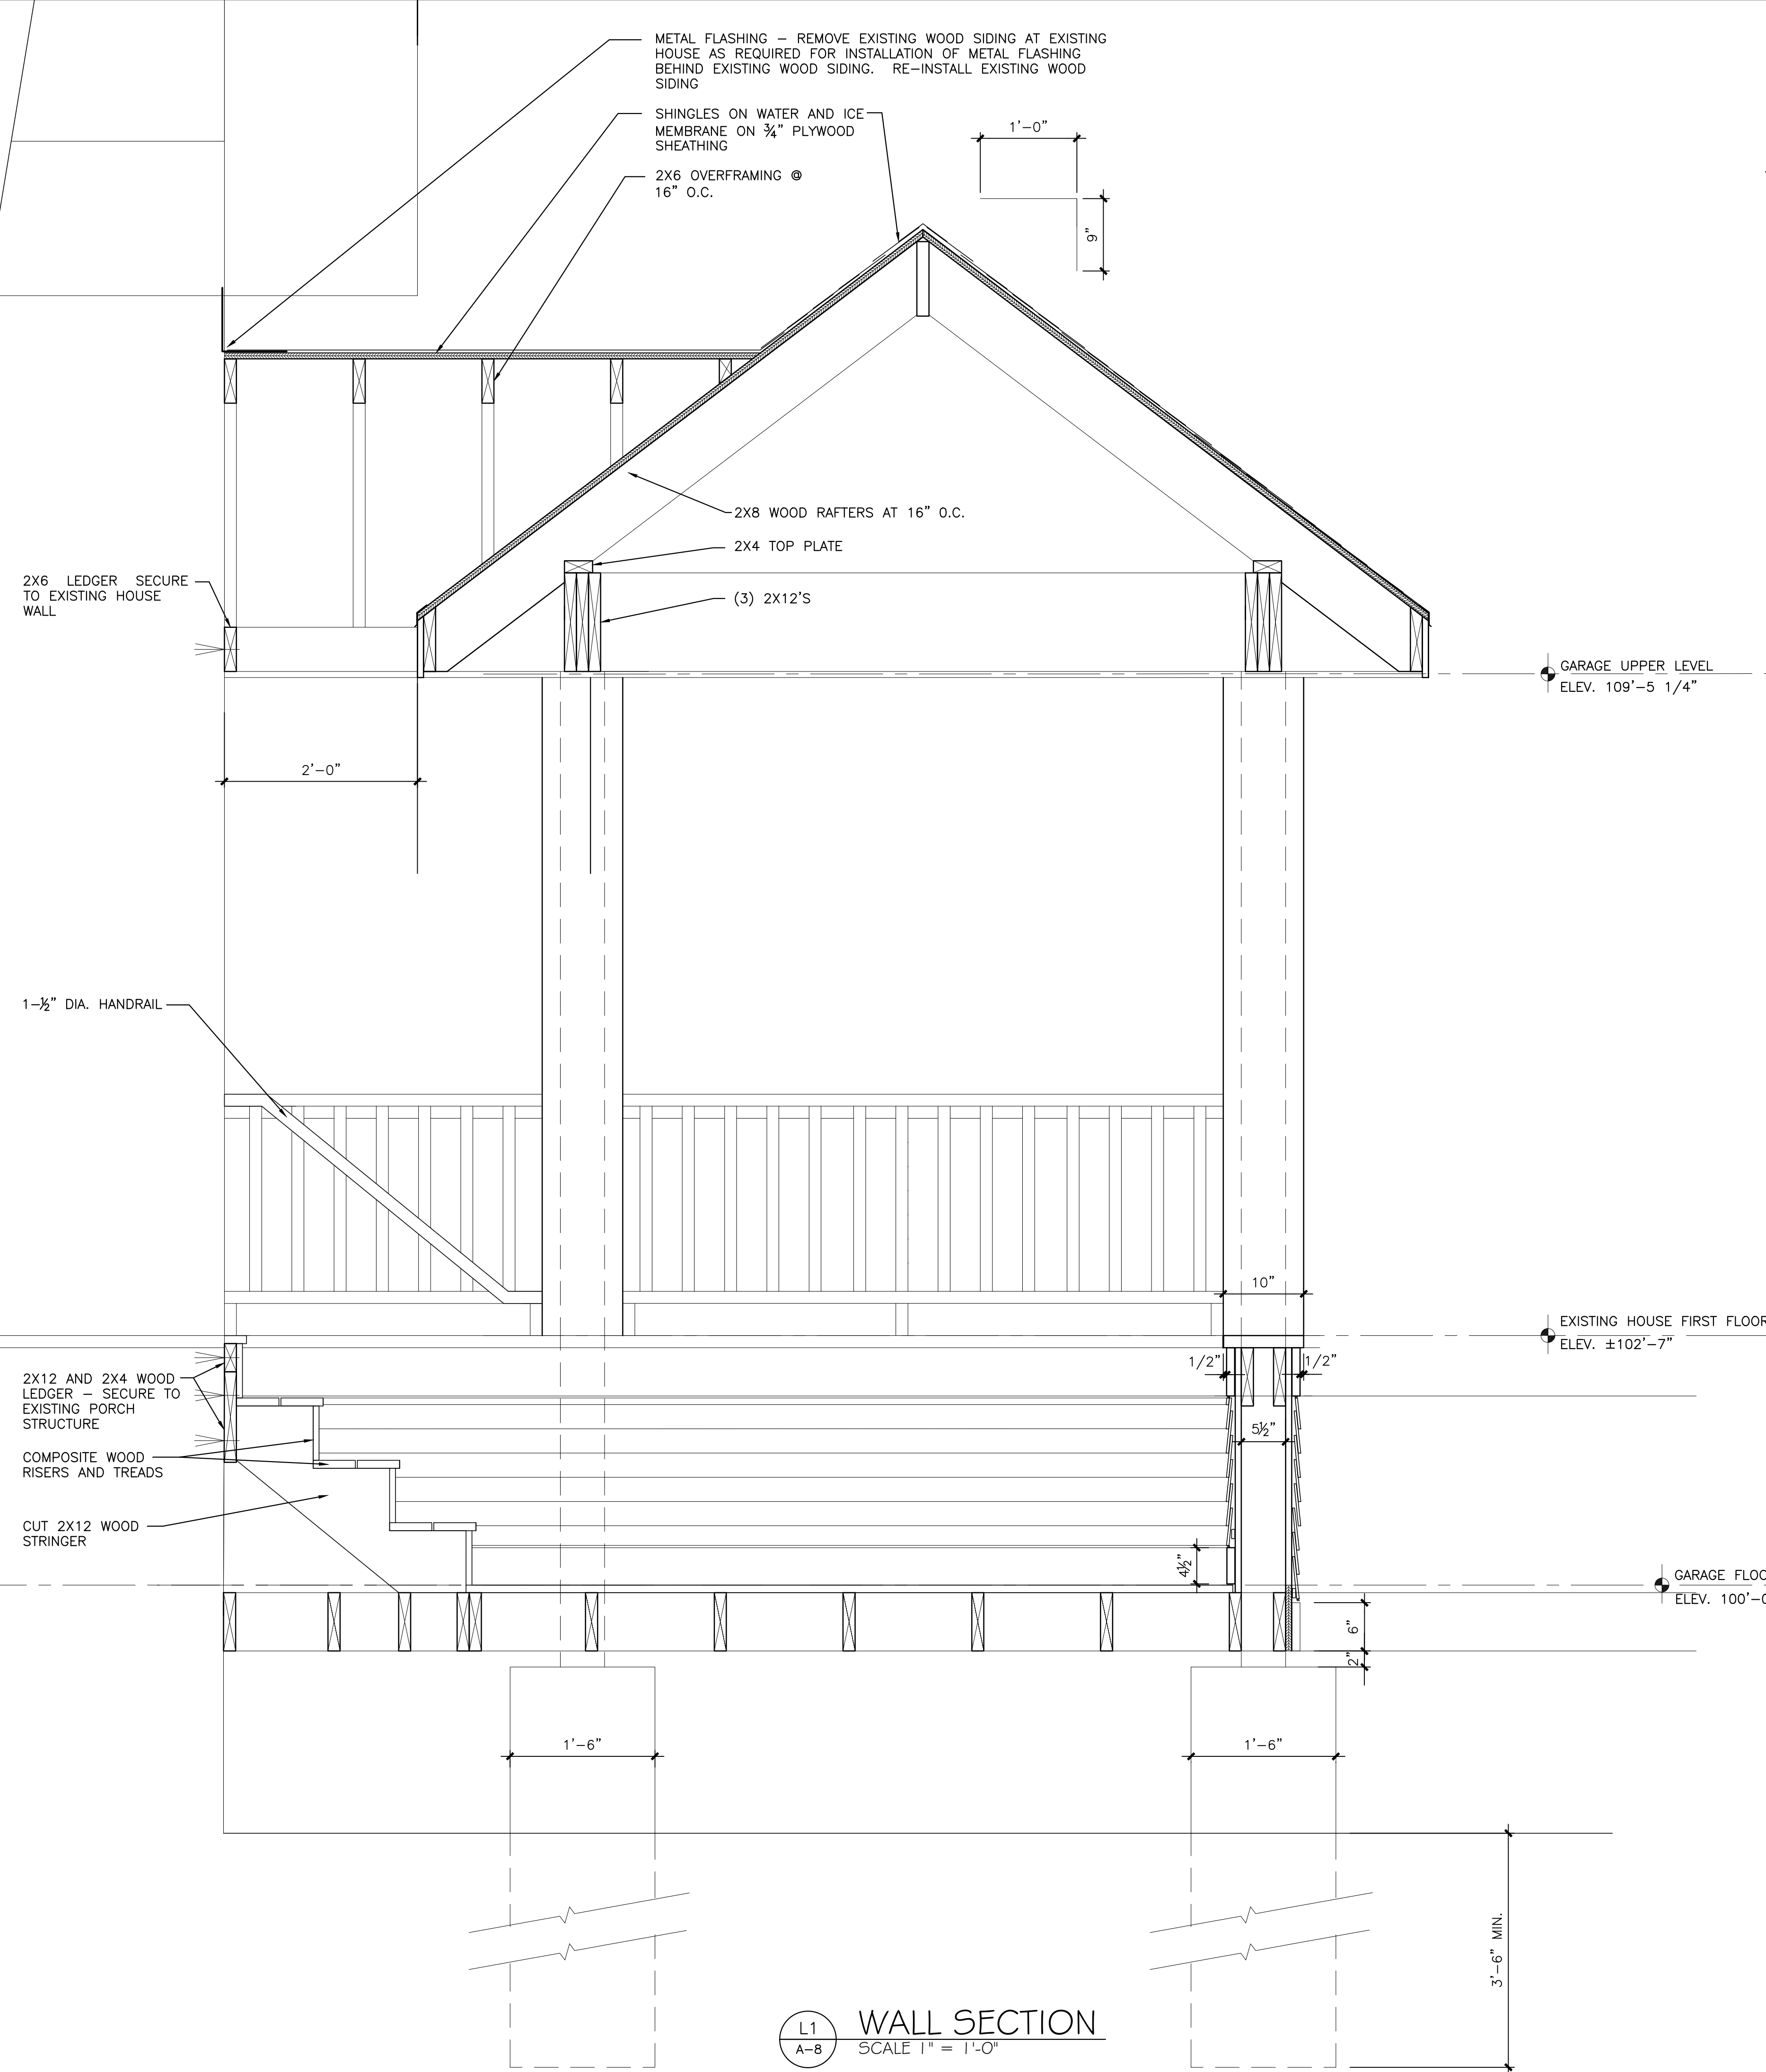 METAL FLASHING – REMOVE EXISTING WOOD SIDING AT EXISTING
HOUSE AS REQUIRED FOR INSTALLATION OF METAL FLASHING
BEHIND EXISTING WOOD SIDING. RE-INSTALL EXISTING WOOD
SIDING
SHINGLES ON WATER AND ICE
MEMBRANE ON ¾" PLYWOOD
SHEATHING
2X6 OVERFRAMING @
16" O.C.
1'-0"
9"
2X8 WOOD RAFTERS AT 16" O.C.
2X4 TOP PLATE
(3) 2X12'S
2X6 LEDGER SECURE
TO EXISTING HOUSE
WALL
GARAGE UPPER LEVEL
ELEV. 109'-5 1/4"
2'-0"
1-½" DIA. HANDRAIL
10"
EXISTING HOUSE FIRST FLOOR
ELEV. ±102'-7"
1/2"
1/2"
2X12 AND 2X4 WOOD
LEDGER – SECURE TO
EXISTING PORCH
STRUCTURE
5½"
COMPOSITE WOOD
RISERS AND TREADS
CUT 2X12 WOOD
STRINGER
4½"
GARAGE FLOO
ELEV. 100'-0
6"
2"
1'-6"
1'-6"
3'-6" MIN.
L1
A-8
WALL SECTION
SCALE 1" = 1'-0"